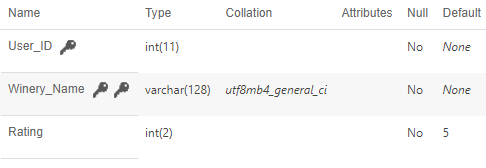 Name Type Collation Attributes Null Default
User_ID int(11) No None
Winery_Name varchar(128) utf8mb4_general_ci No None
Rating int(2) No 5